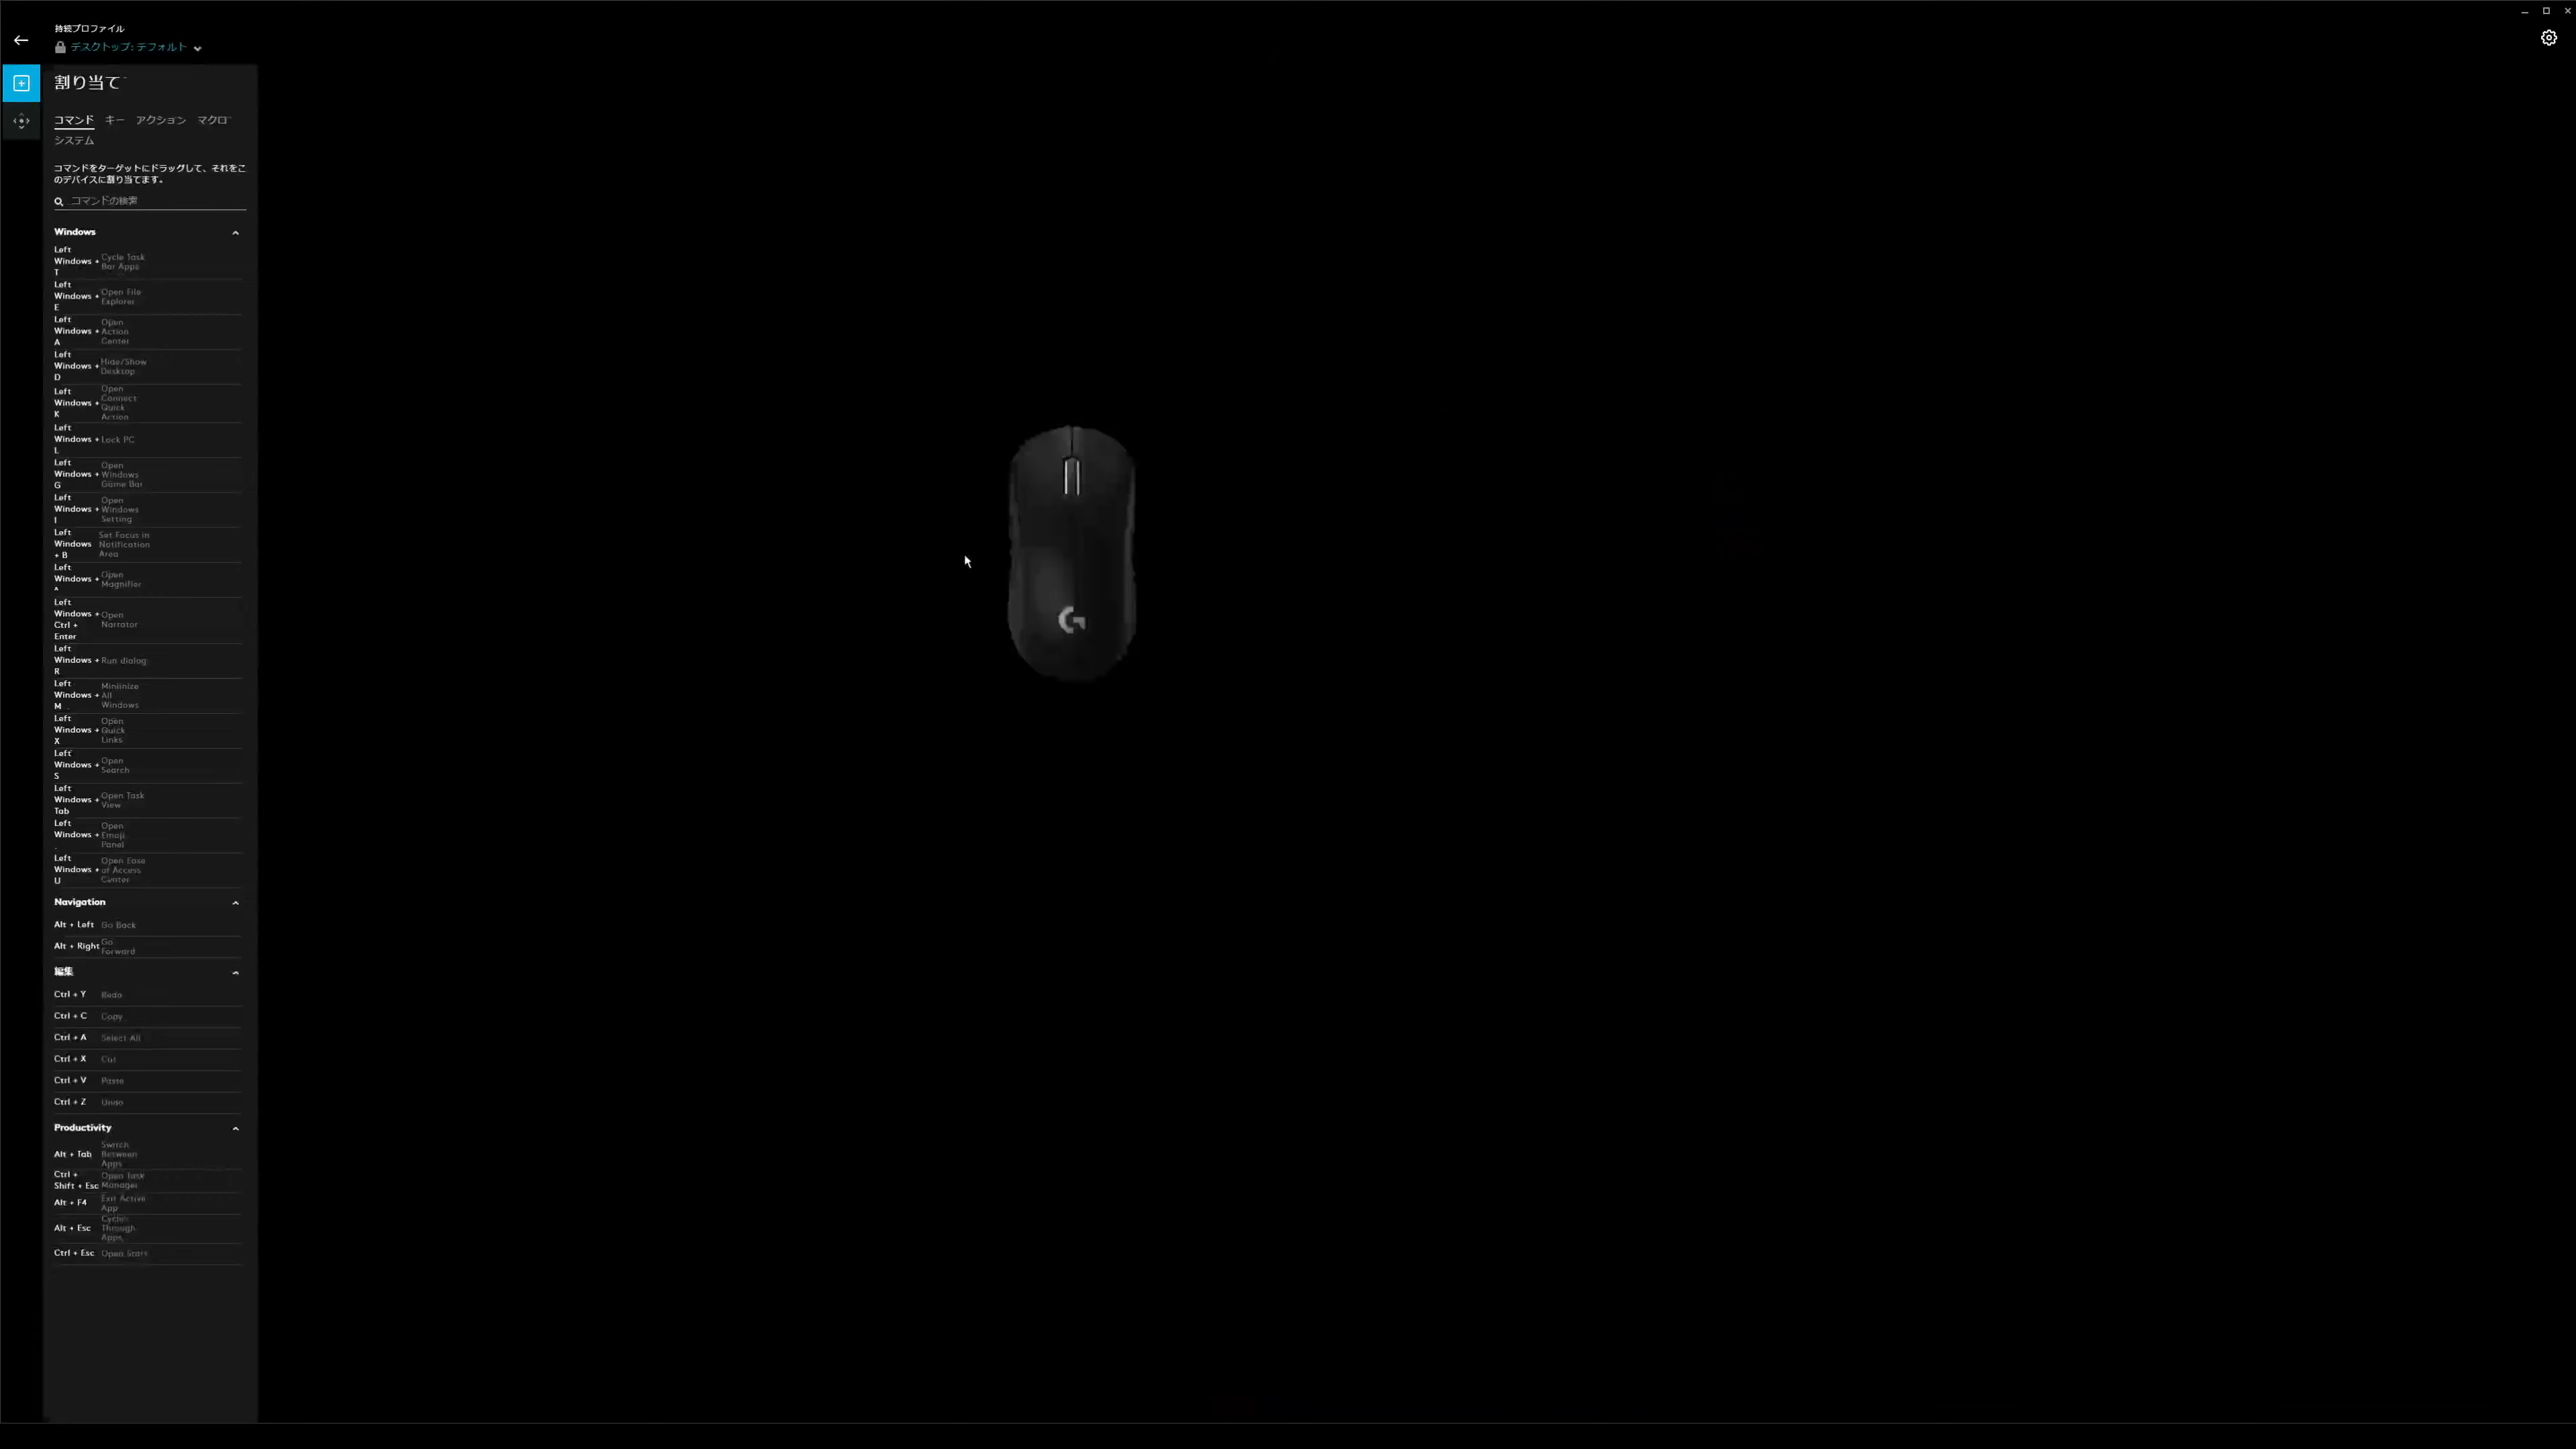 持続プロファイル
デスクトップ: デフォルト
割り当て
コマンド キー アクション マクロ
システム
コマンドをターゲットにドラッグして、それをこ
のデバイスに割り当てます。
コマンドの検索
Windows
Left
Windows + Cycle Task
Bar Apps
T
Left
Windows + Open File
Explorer
E
Left
Open
Windows + Action
Center
A
Left
Windows + Hide/Show
Desktop
D
Open
Left
Connect
Windows + Quick
K Action
Left
Windows + Lock PC
L
Left
Open
Windows + Windows
G Game Bar
Left
Open
Windows + Windows
I Setting
Left
Set Focus in
Windows Notification
+ B Area
Left
Windows + Open
Magnifier
Left
Windows + Open
Ctrl + Narrator
Enter
Left
Windows + Run dialog
R
Left
Minimize
Windows + All
M Windows
Left
Open
Windows + Quick
X Links
Left
Windows + Open
Search
S
Left
Windows + Open Task
View
Tab
Left
Open
Windows + Emoji
. Panel
Left
Open Ease
Windows + of Access
U Center
Navigation
Alt + Left Go Back
Alt + Right Go
Forward
編集
Ctrl + Y Redo
Ctrl + C Copy
Ctrl + A Select All
Ctrl + X Cut
Ctrl + V Paste
Ctrl + Z Undo
Productivity
Switch
Alt + Tab Between
Apps
Ctrl + Open Task
Shift + Esc Manager
Alt + F4 Exit Active
App
Cycle
Alt + Esc Through
Apps
Ctrl + Esc Open Start